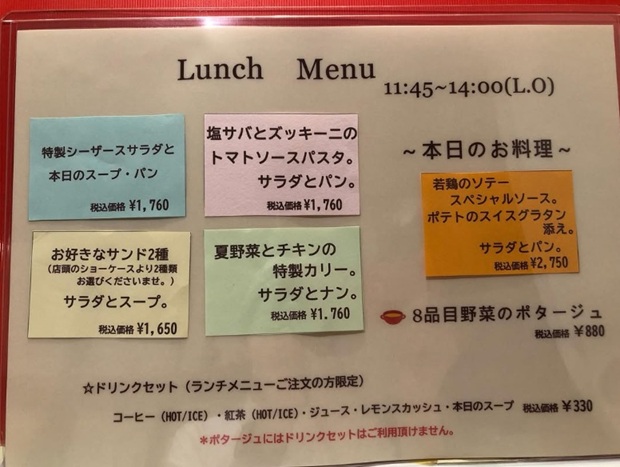 Lunch Menu
11:45~14:00(L.O)
特製シーザースサラダと
本日のスープ・パン
税込価格 ¥1,760
塩サバとズッキーニの
トマトソースパスタ。
サラダとパン。
税込価格 ¥1,760
お好きなサンド2種
(店頭のショーケースより2種類
お選びくださいませ。)
サラダとスープ。
税込価格 ¥1,650
夏野菜とチキンの
特製カリー。
サラダとナン。
税込価格 ¥1.760
~本日のお料理~
若鶏のソテー
スペシャルソース。
ポテトのスイスグラタン
添え。
サラダとパン。
税込価格 ¥2,750
8品目野菜のポタージュ
税込価格 ¥880
☆ドリンクセット（ランチメニューご注文の方限定）
コーヒー（HOT/ICE）・紅茶（HOT/ICE）・ジュース・レモンスカッシュ・本日のスープ 税込価格 ¥330
*ポタージュにはドリンクセットはご利用頂けません。